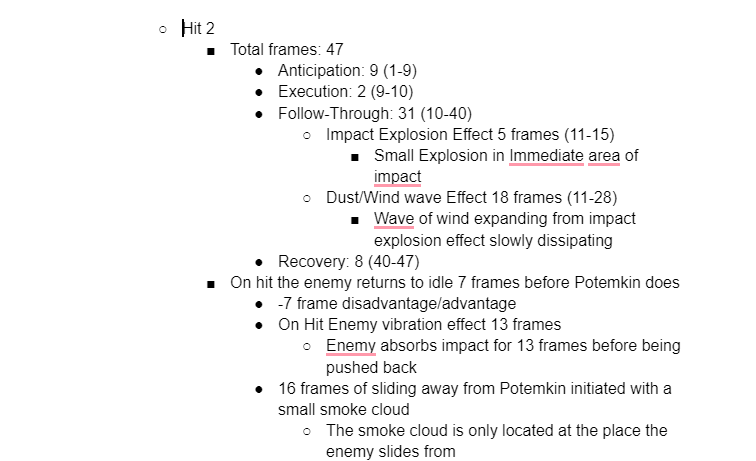 Hit 2
Total frames: 47
Anticipation: 9 (1-9)
Execution: 2 (9-10)
Follow-Through: 31 (10-40)
Impact Explosion Effect 5 frames (11-15)
Small Explosion in Immediate area of
impact
Dust/Wind wave Effect 18 frames (11-28)
Wave of wind expanding from impact
explosion effect slowly dissipating
Recovery: 8 (40-47)
On hit the enemy returns to idle 7 frames before Potemkin does
-7 frame disadvantage/advantage
On Hit Enemy vibration effect 13 frames
Enemy absorbs impact for 13 frames before being
pushed back
16 frames of sliding away from Potemkin initiated with a
small smoke cloud
The smoke cloud is only located at the place the
enemy slides from